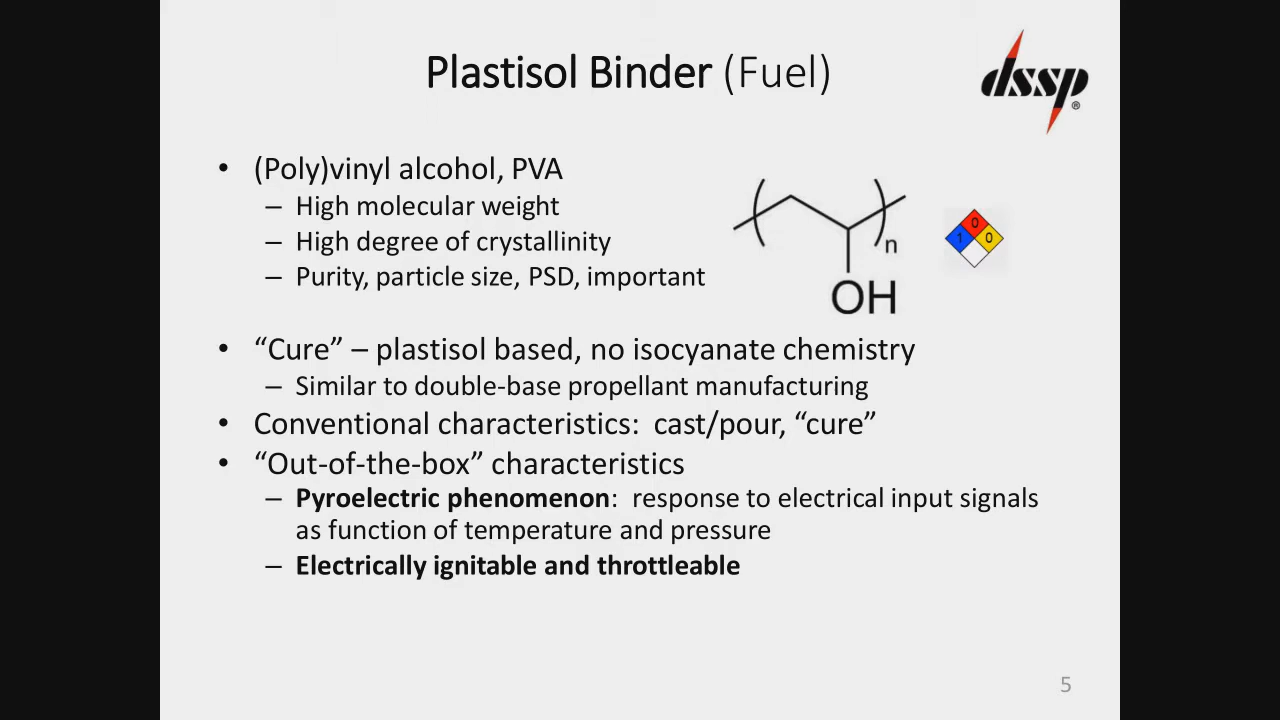 Plastisol Binder (Fuel)
dssp®
• (Poly)vinyl alcohol, PVA
– High molecular weight
– High degree of crystallinity
– Purity, particle size, PSD, important
n
OH
0
1
0
• “Cure” – plastisol based, no isocyanate chemistry
– Similar to double-base propellant manufacturing
• Conventional characteristics: cast/pour, “cure”
• “Out-of-the-box” characteristics
– Pyroelectric phenomenon: response to electrical input signals
as function of temperature and pressure
– Electrically ignitable and throttleable
5